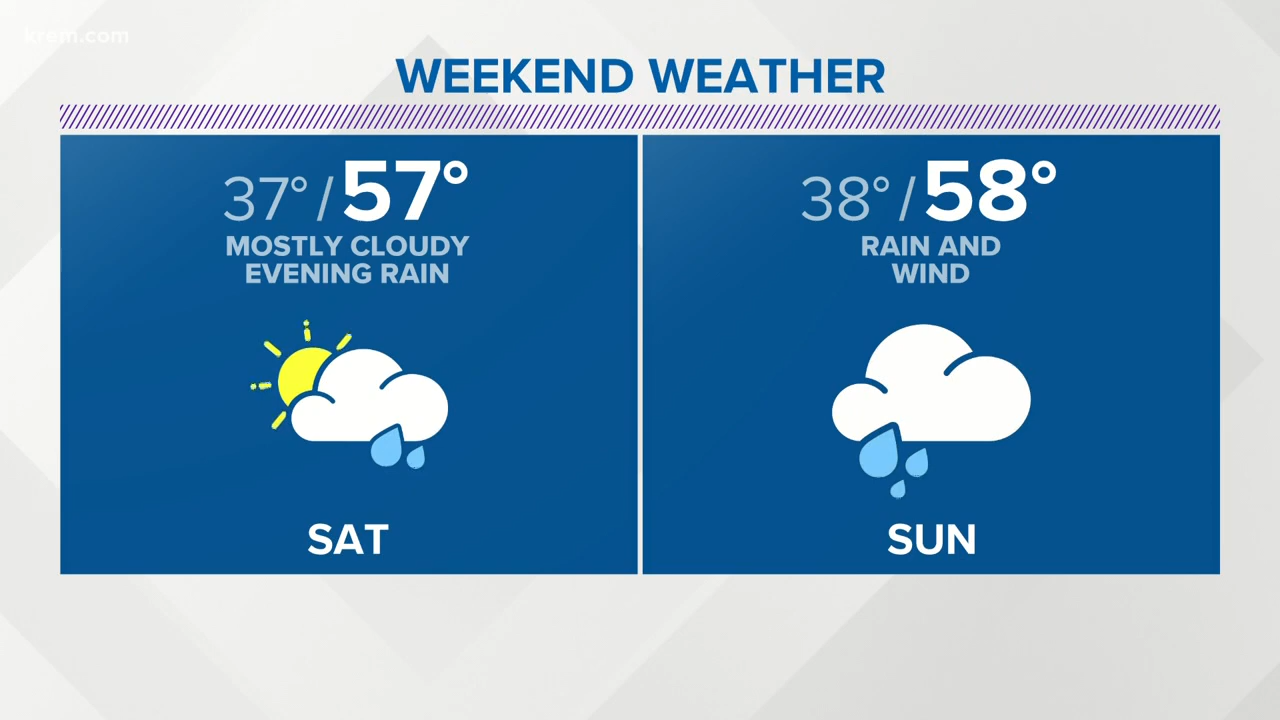 krem.com
WEEKEND WEATHER
37° / 57°
MOSTLY CLOUDY
EVENING RAIN
SAT
38° / 58°
RAIN AND
WIND
SUN